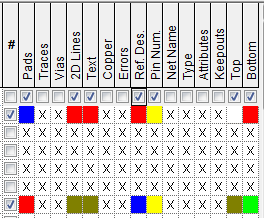 #
Pads
Traces
Vias
2D Lines
Text
Copper
Errors
Ref. Des.
Pin Num.
Net Name
Type
Attributes
Keepouts
Top
Bottom
X X X X X X X X
X X X X X X X X X X X X X X X
X X X X X X X X X X X X X X X
X X X X X X X X X X X X X X X
X X X X X X X X X X X X X X X
X X X X X X X X